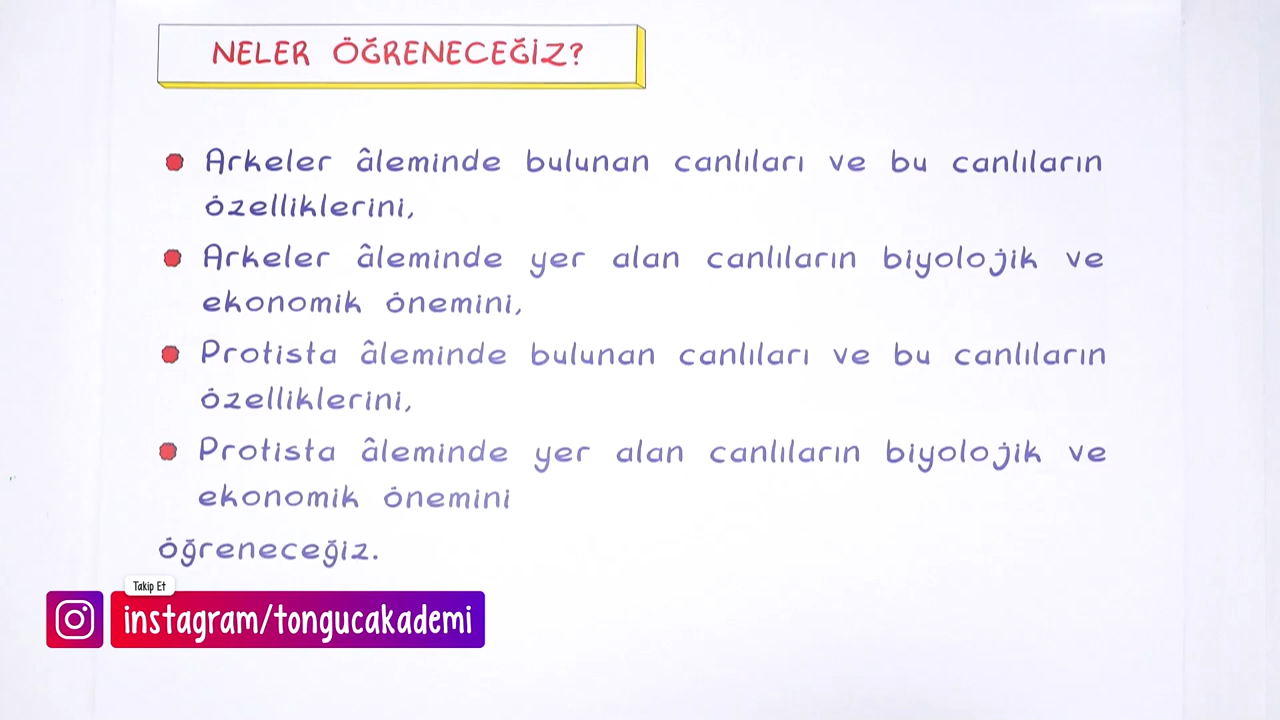 NELER ÖĞRENECEĞİZ?
Arkeler âleminde bulunan canlıları ve bu canlıların
özelliklerini,
Arkeler âleminde yer alan canlıların biyolojik ve
ekonomik önemini,
Protista âleminde bulunan canlıları ve bu canlıların
özelliklerini,
Protista âleminde yer alan canlıların biyolojik ve
ekonomik önemini
öğreneceğiz.
Takip Et
instagram/tongucakademi